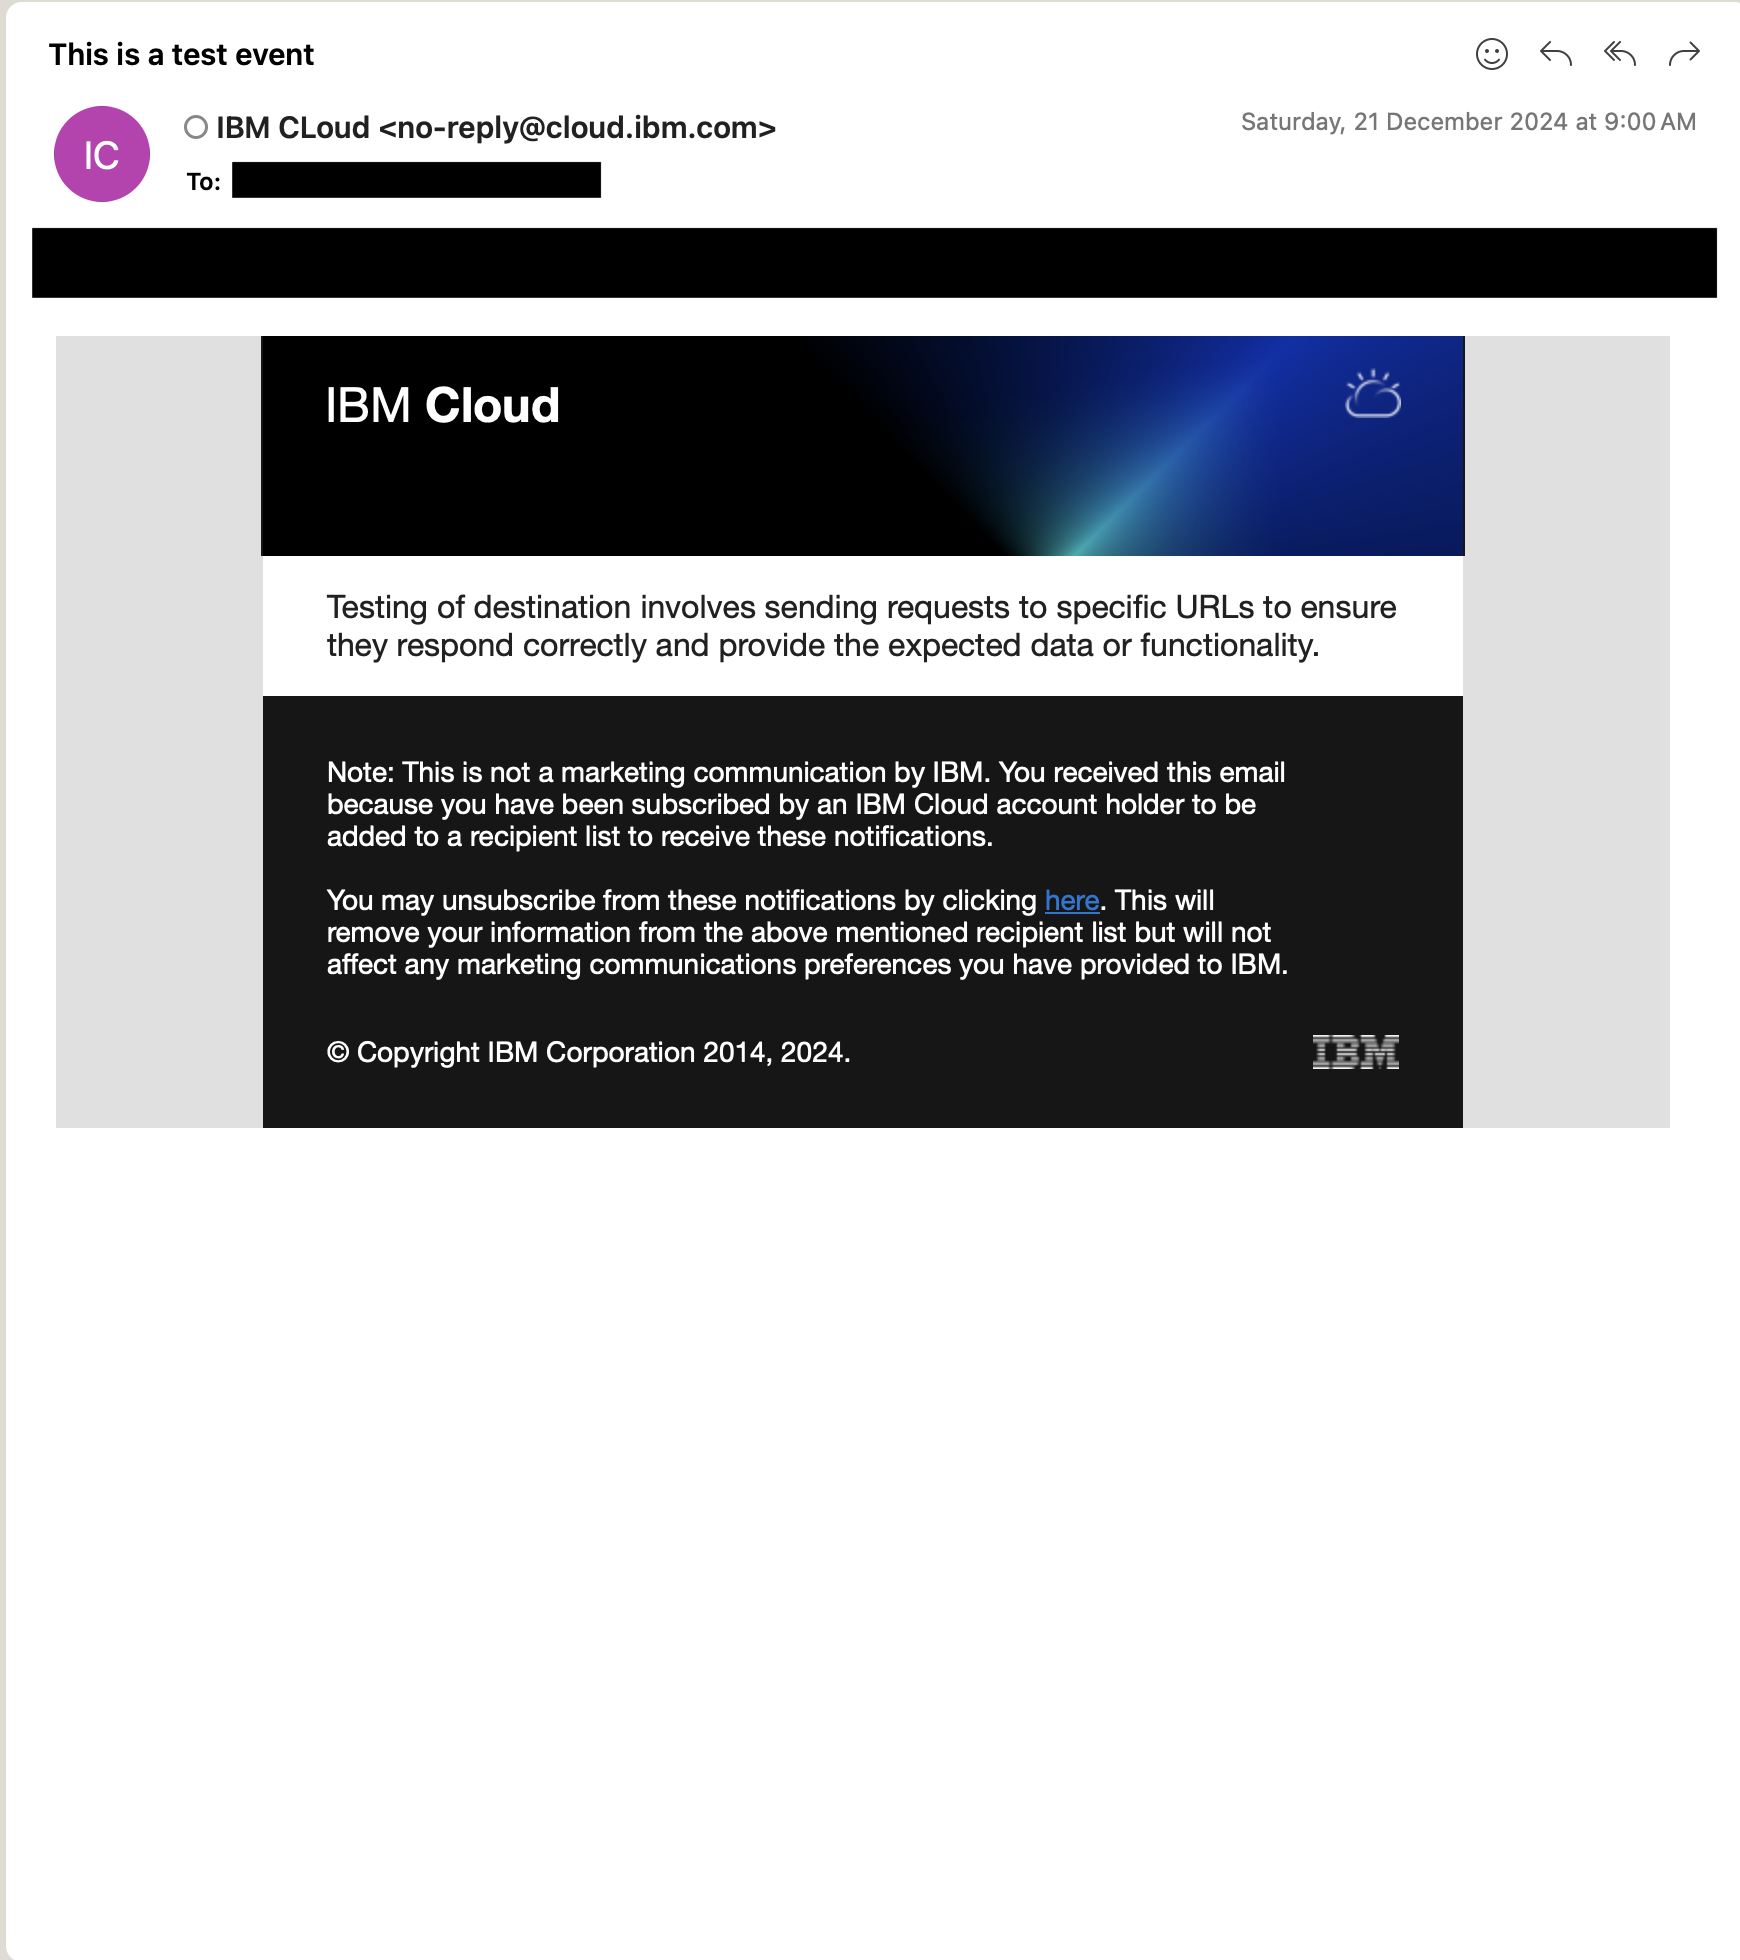 This is a test event
IC
IBM CLoud <no-reply@cloud.ibm.com>
Saturday, 21 December 2024 at 9:00 AM
To:
IBM Cloud
Testing of destination involves sending requests to specific URLs to ensure
they respond correctly and provide the expected data or functionality.
Note: This is not a marketing communication by IBM. You received this email
because you have been subscribed by an IBM Cloud account holder to be
added to a recipient list to receive these notifications.
You may unsubscribe from these notifications by clicking here. This will
remove your information from the above mentioned recipient list but will not
affect any marketing communications preferences you have provided to IBM.
© Copyright IBM Corporation 2014, 2024.
IBM